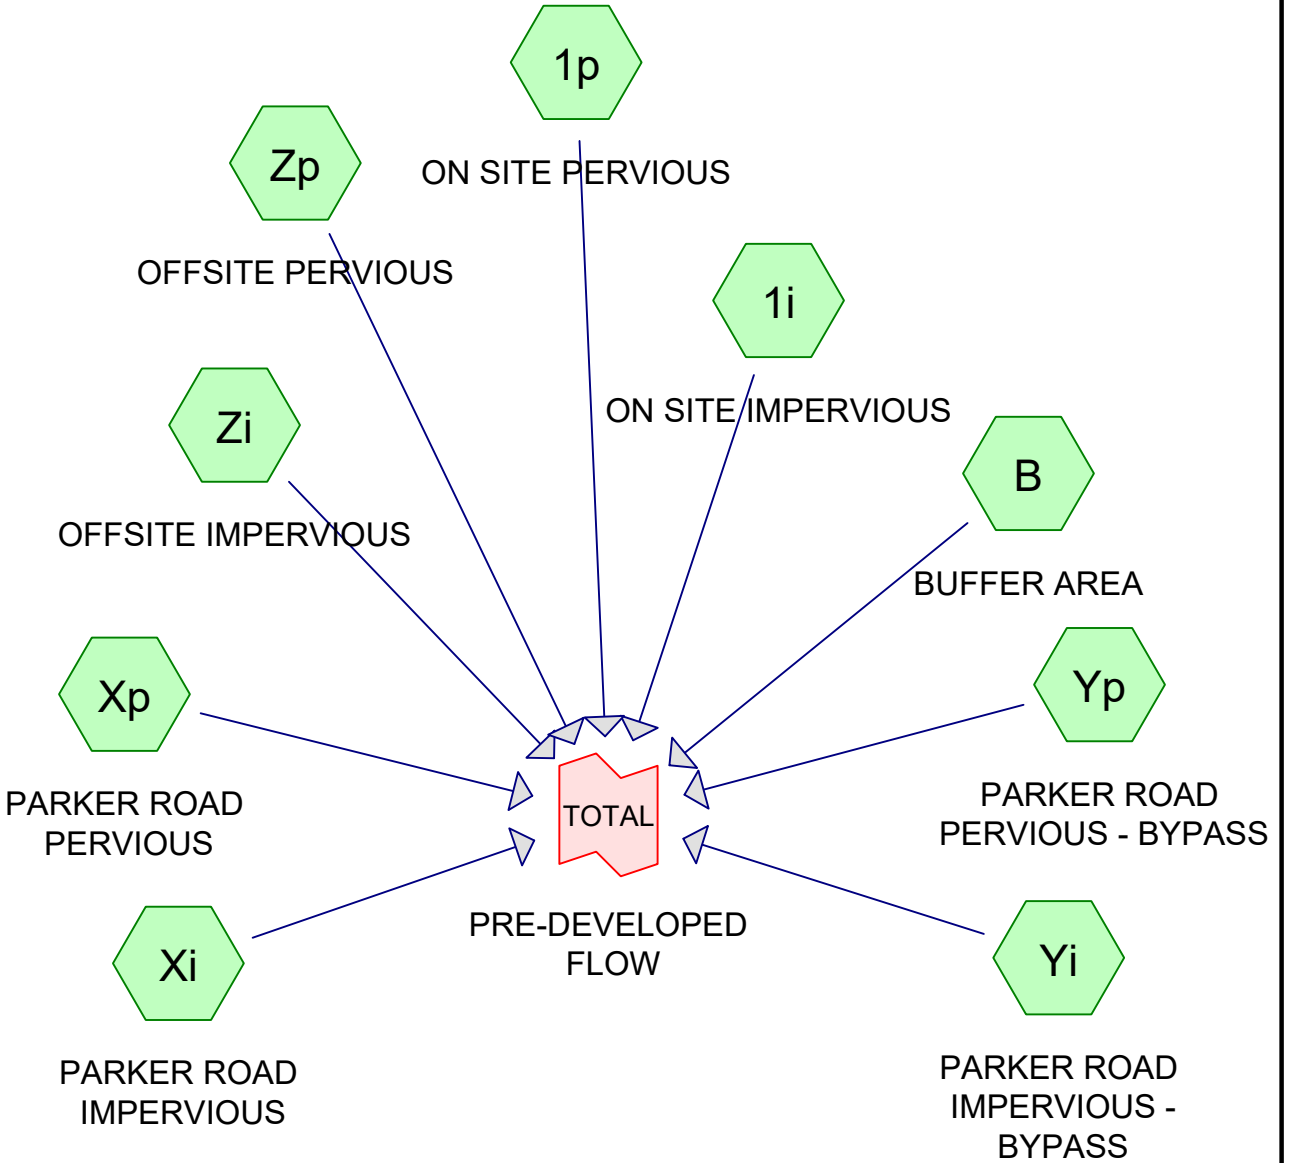 1p
ON SITE PERVIOUS
Zp
OFFSITE PERVIOUS
1i
ON SITE IMPERVIOUS
Zi
OFFSITE IMPERVIOUS
B
BUFFER AREA
Xp
PARKER ROAD
PERVIOUS
Yp
PARKER ROAD
PERVIOUS - BYPASS
TOTAL
PRE-DEVELOPED
FLOW
Xi
PARKER ROAD
IMPERVIOUS
Yi
PARKER ROAD
IMPERVIOUS -
BYPASS